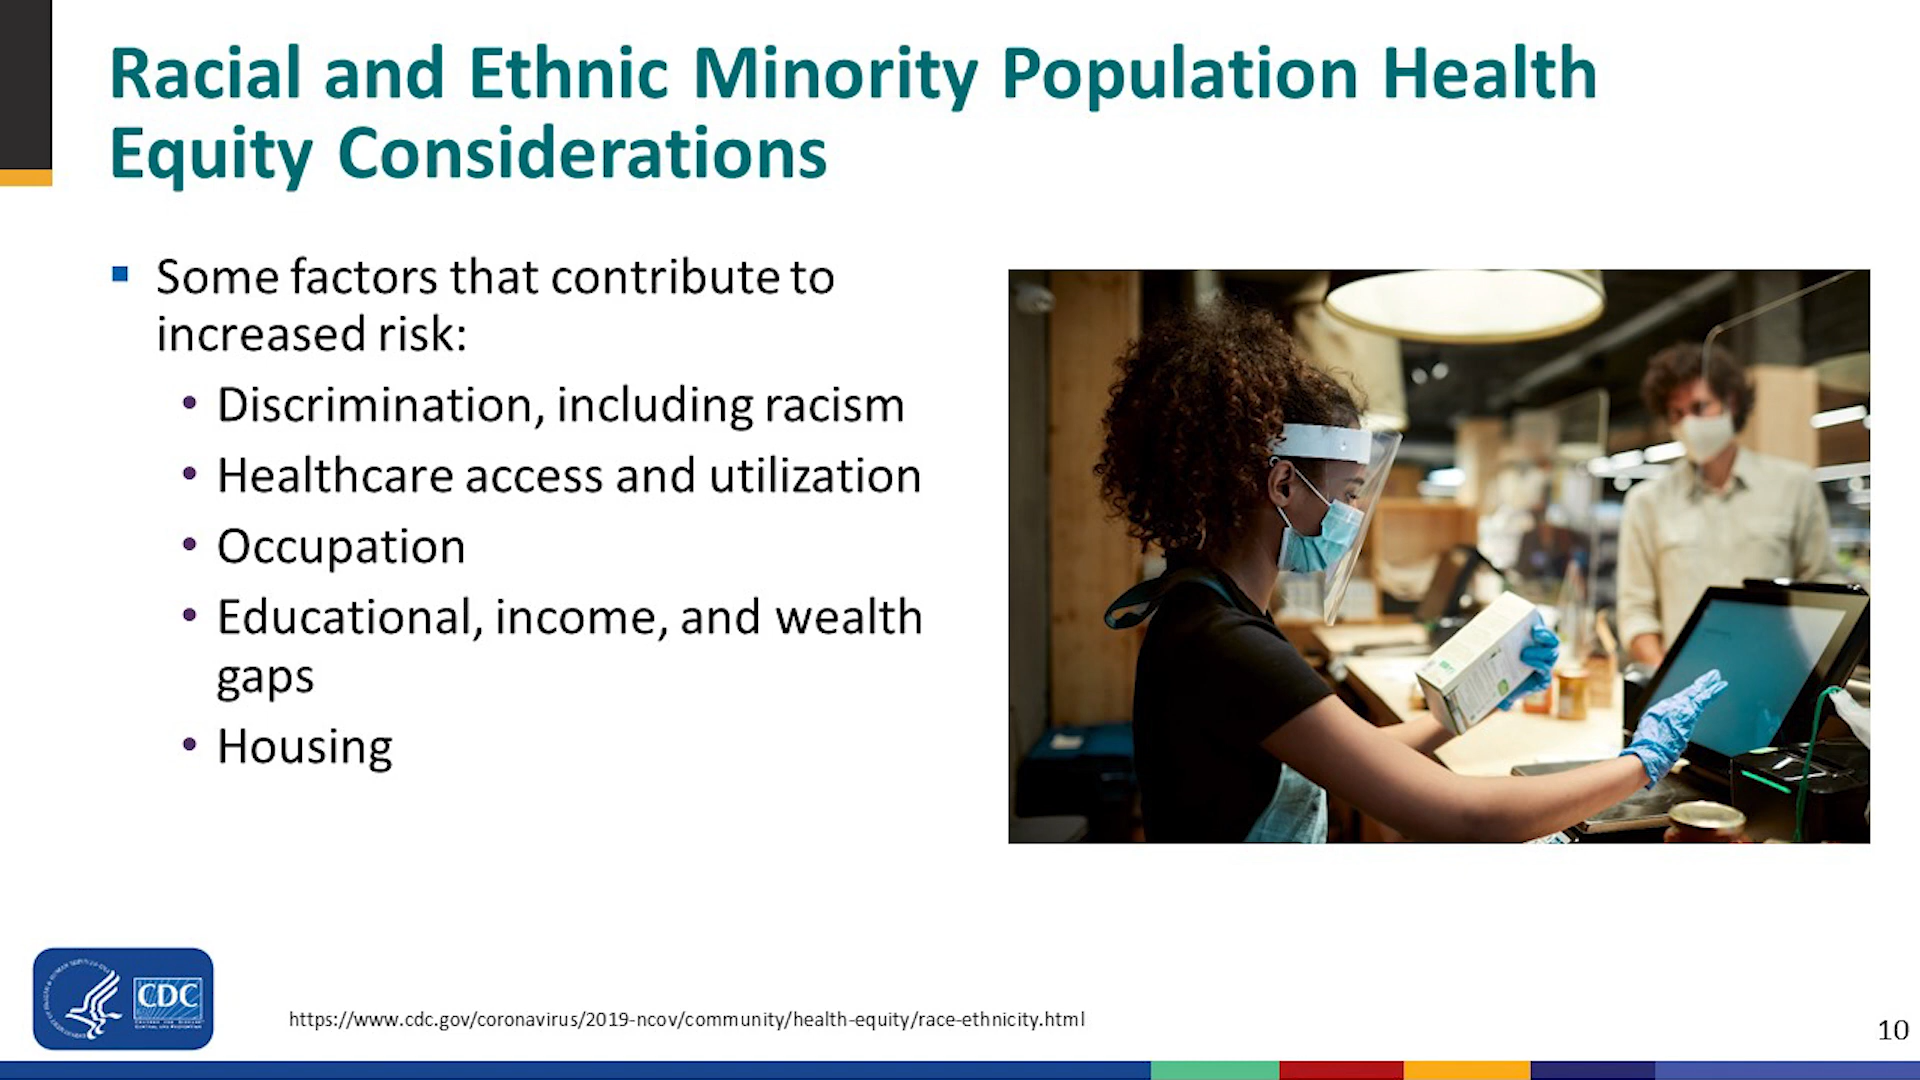 Racial and Ethnic Minority Population Health
Equity Considerations
▪ Some factors that contribute to
increased risk:
• Discrimination, including racism
• Healthcare access and utilization
• Occupation
• Educational, income, and wealth
gaps
• Housing
CDC
https://www.cdc.gov/coronavirus/2019-ncov/community/health-equity/race-ethnicity.html
10